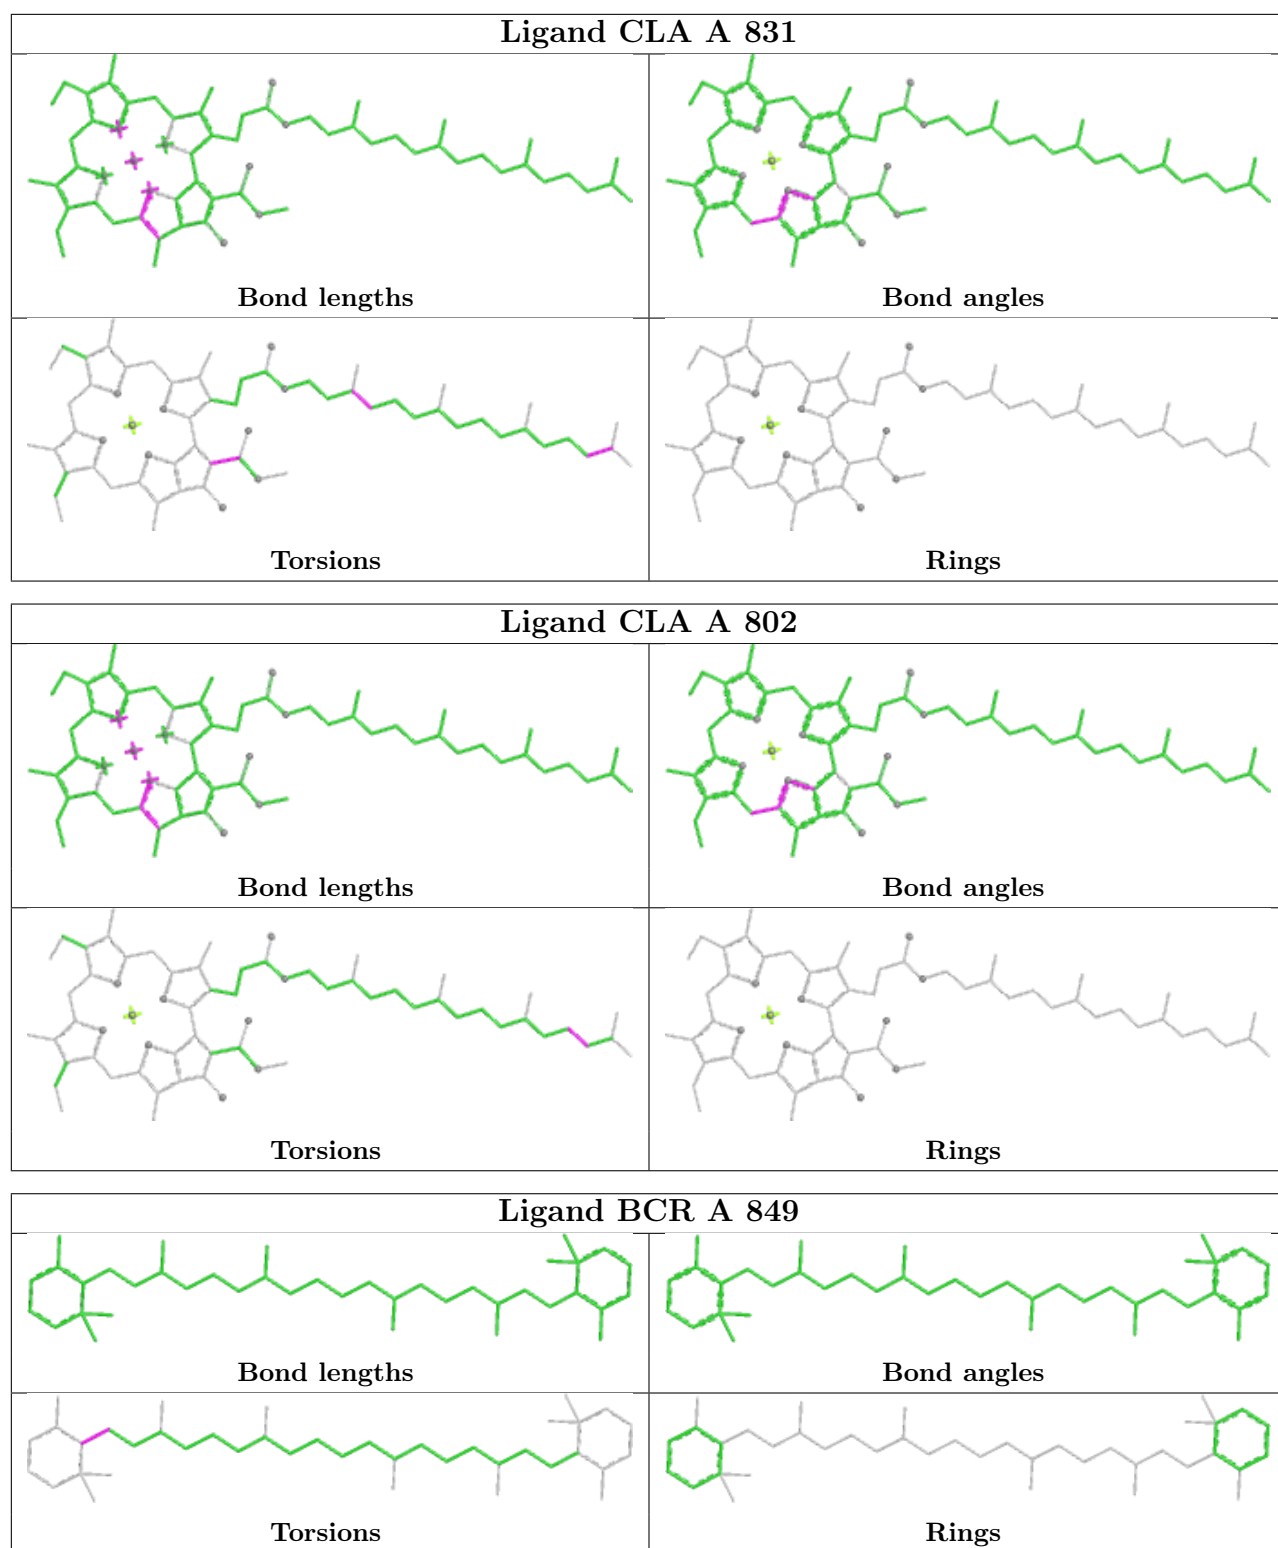 Ligand CLA A 831
Bond lengths
Bond angles
Torsions
Rings
Ligand CLA A 802
Bond lengths
Bond angles
Torsions
Rings
Ligand BCR A 849
Bond lengths
Bond angles
Torsions
Rings